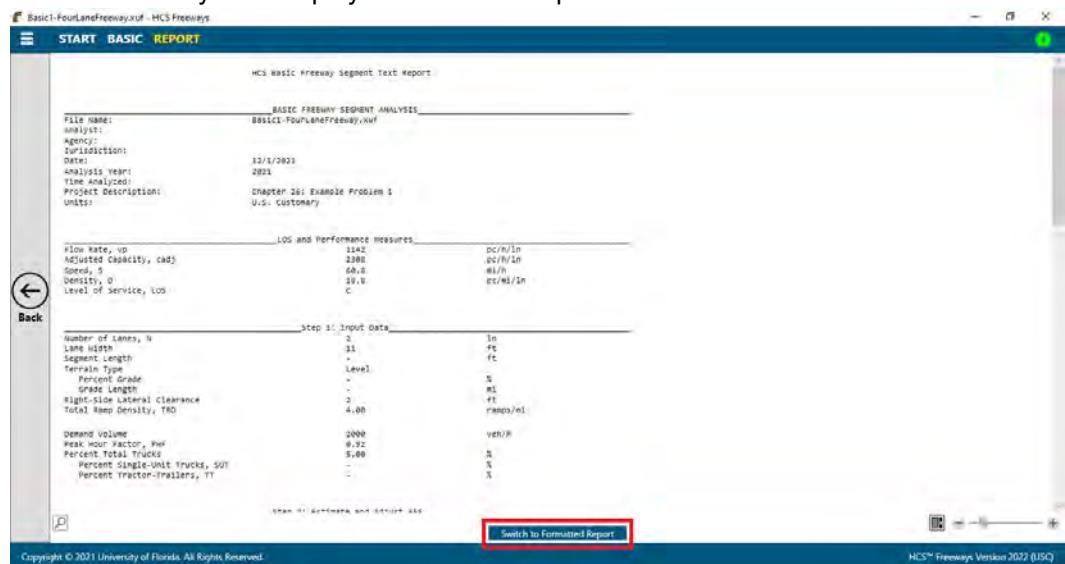 Basic1-FourLaneFreeway.xuf - HCS Freeways
START BASIC REPORT
HCS Basic Freeway Segment Text Report
BASIC FREEWAY SEGMENT ANALYSIS
File Name: Basic1-FourLaneFreeway.xuf
Analyst:
Agency:
Jurisdiction:
Date: 12/1/2021
Analysis Year: 2021
Time Analyzed:
Project Description: Chapter 26: Example Problem 1
Units: U.S. Customary
LOS and Performance Measures
Flow Rate, vp 1142 pc/h/ln
Adjusted Capacity, cadj pc/h/ln
Speed, S 60.8 mi/h
Density, D 18.8 pc/mi/ln
Level of Service, LOS C
Back
Step 1: Input Data
Number of Lanes, N 2 ln
Lane Width 11 ft
Segment Length - ft
Terrain Type Level
Percent Grade - %
Grade Length - mi
Right-Side Lateral Clearance 2 ft
Total Ramp Density, TRD 4.00 ramps/mi
Demand Volume 2000 veh/h
Peak Hour Factor, PHF 0.92
Percent Total Trucks 5.00 %
Percent Single-Unit Trucks, SUT - %
Percent Tractor-Trailers, TT - %
Switch to Formatted Report
Copyright © 2021 University of Florida. All Rights Reserved. HCS™ Freeways Version 2022 (USC)